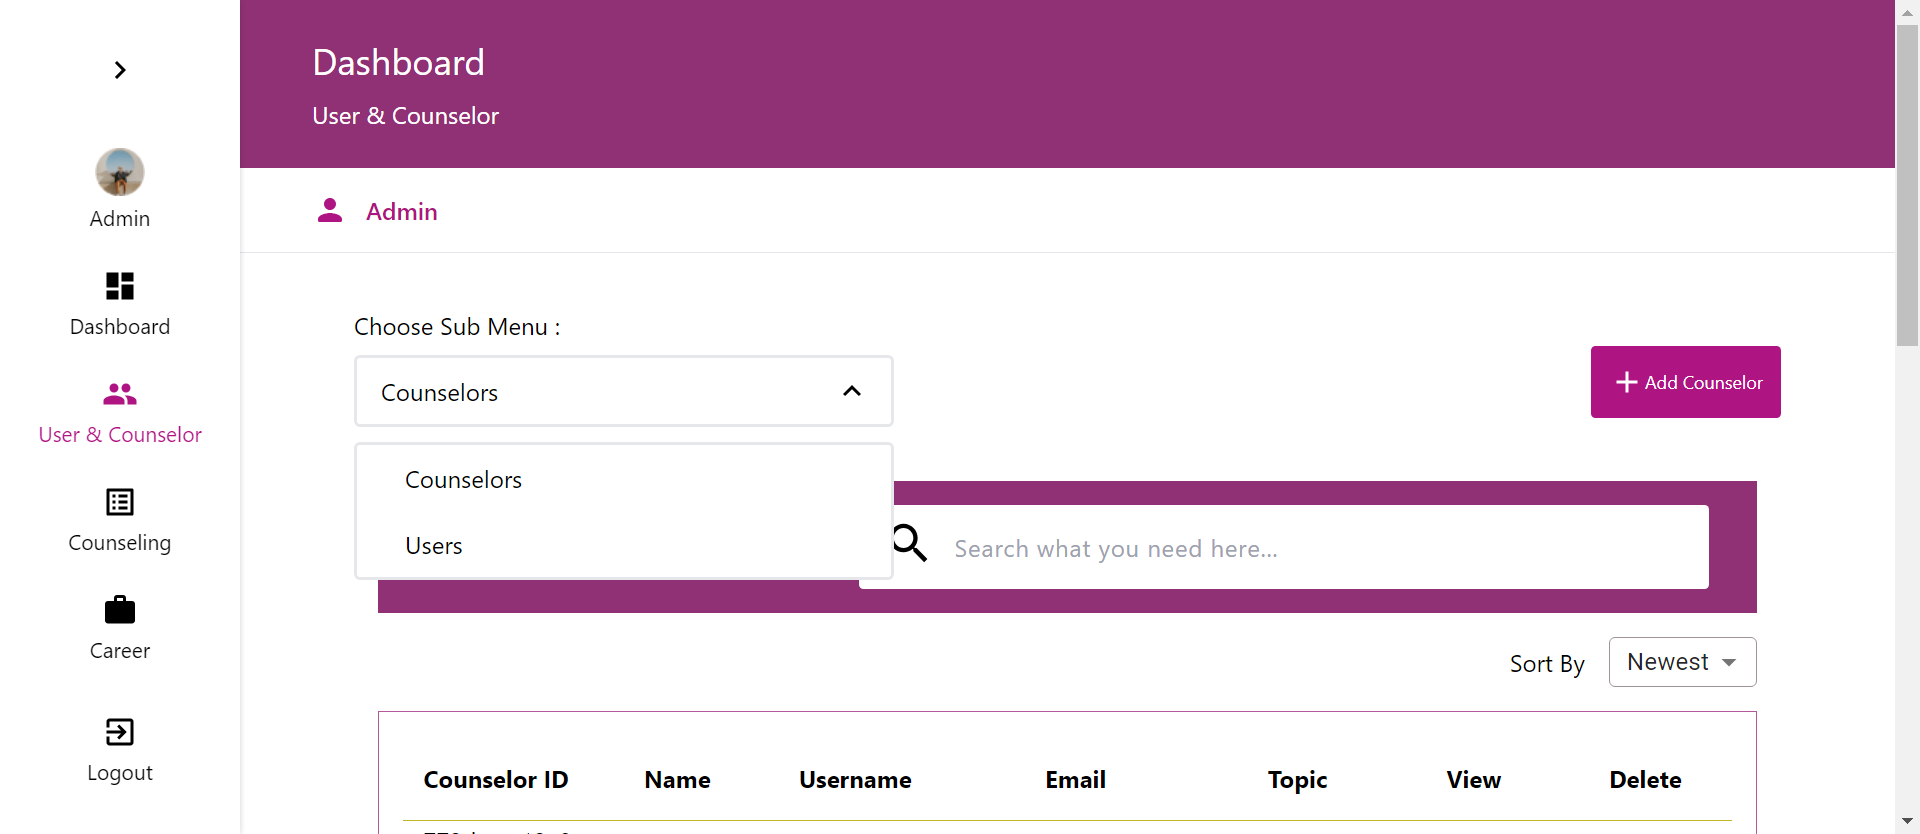 Dashboard
User & Counselor
Admin
Admin
Dashboard
User & Counselor
Counseling
Career
Logout
Choose Sub Menu :
Counselors
Add Counselor
Counselors
Users
Search what you need here...
Sort By
Newest
Counselor ID Name Username Email Topic View Delete